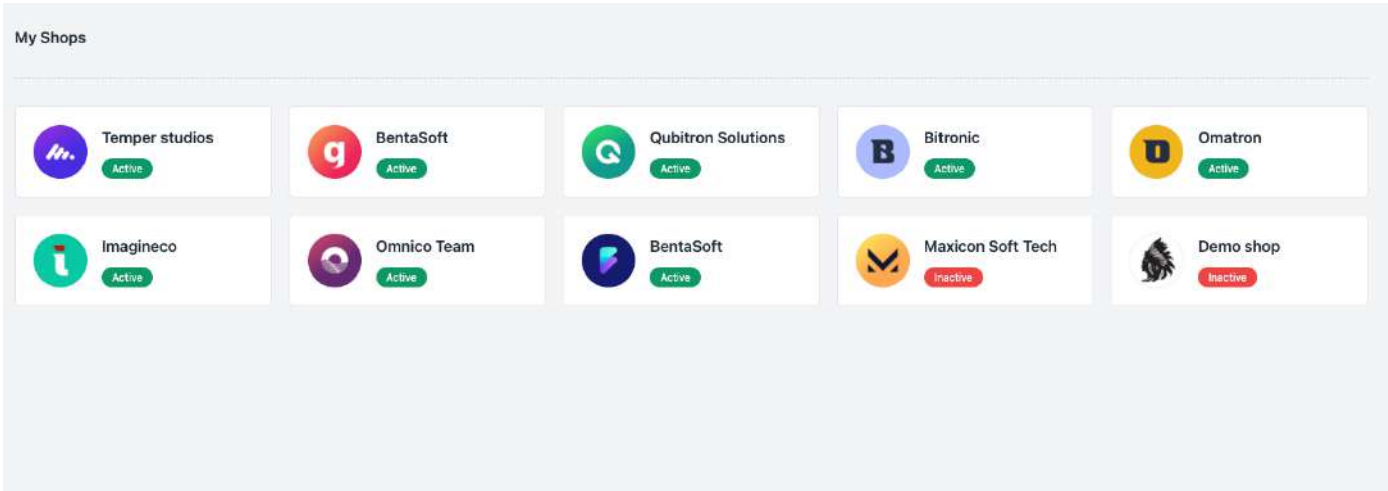 My Shops
Temper studios
Active
BentaSoft
Active
Qubitron Solutions
Active
Bitronic
Active
Omatron
Active
Imagineco
Active
Omnico Team
Active
BentaSoft
Active
Maxicon Soft Tech
Inactive
Demo shop
Inactive